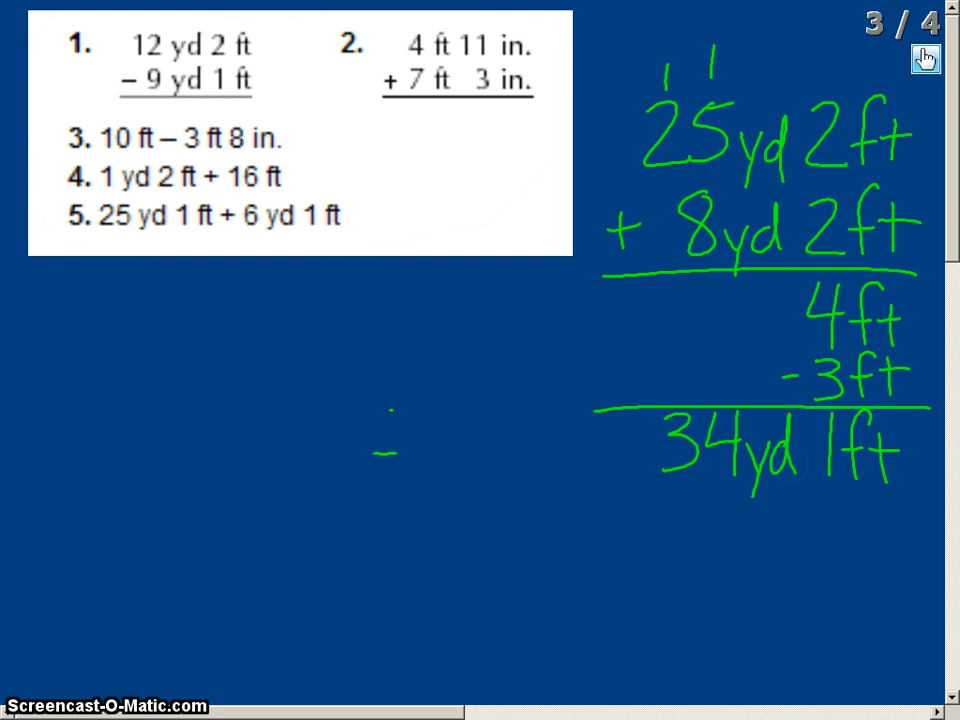 3 / 4
1. 12 yd 2 ft
− 9 yd 1 ft
2. 4 ft 11 in.
+ 7 ft 3 in.
3. 10 ft – 3 ft 8 in.
4. 1 yd 2 ft + 16 ft
5. 25 yd 1 ft + 6 yd 1 ft
1 1
25yd 2ft
+ 8yd 2ft
4ft
-3ft
34yd 1ft
Screencast-O-Matic.com